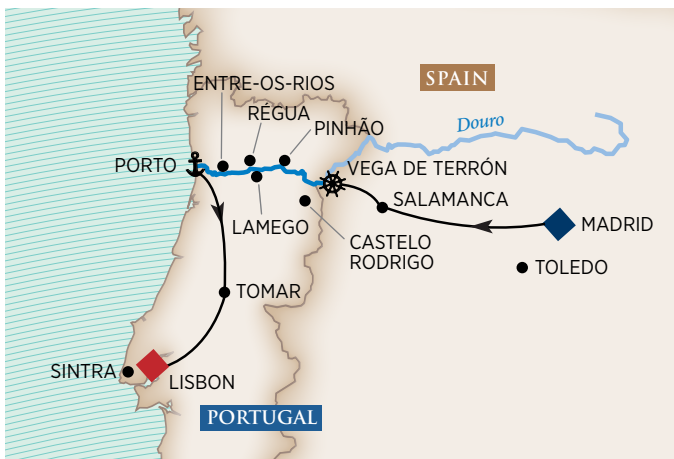 SPAIN
ENTRE-OS-RIOS
RÉGUA
Douro
PINHÃO
PORTO
VEGA DE TERRÓN
SALAMANCA
LAMEGO
MADRID
CASTELO
RODRIGO
TOLEDO
TOMAR
SINTRA
LISBON
PORTUGAL